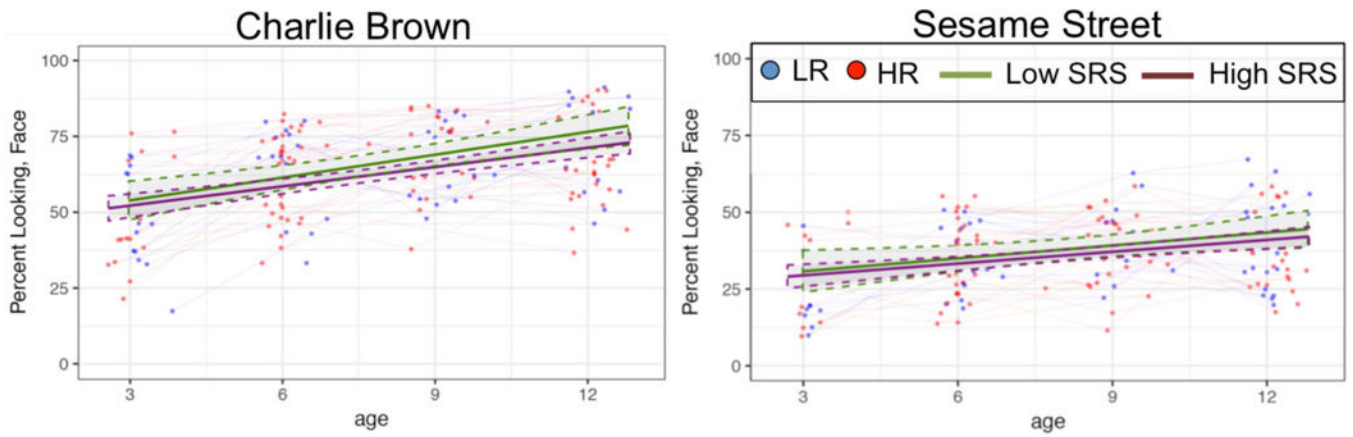 Charlie Brown
Percent Looking, Face
100
75
50
25
0
3
6
9
12
age
Sesame Street
LR
HR
Low SRS
High SRS
Percent Looking, Face
100
75
50
25
0
3
6
9
12
age